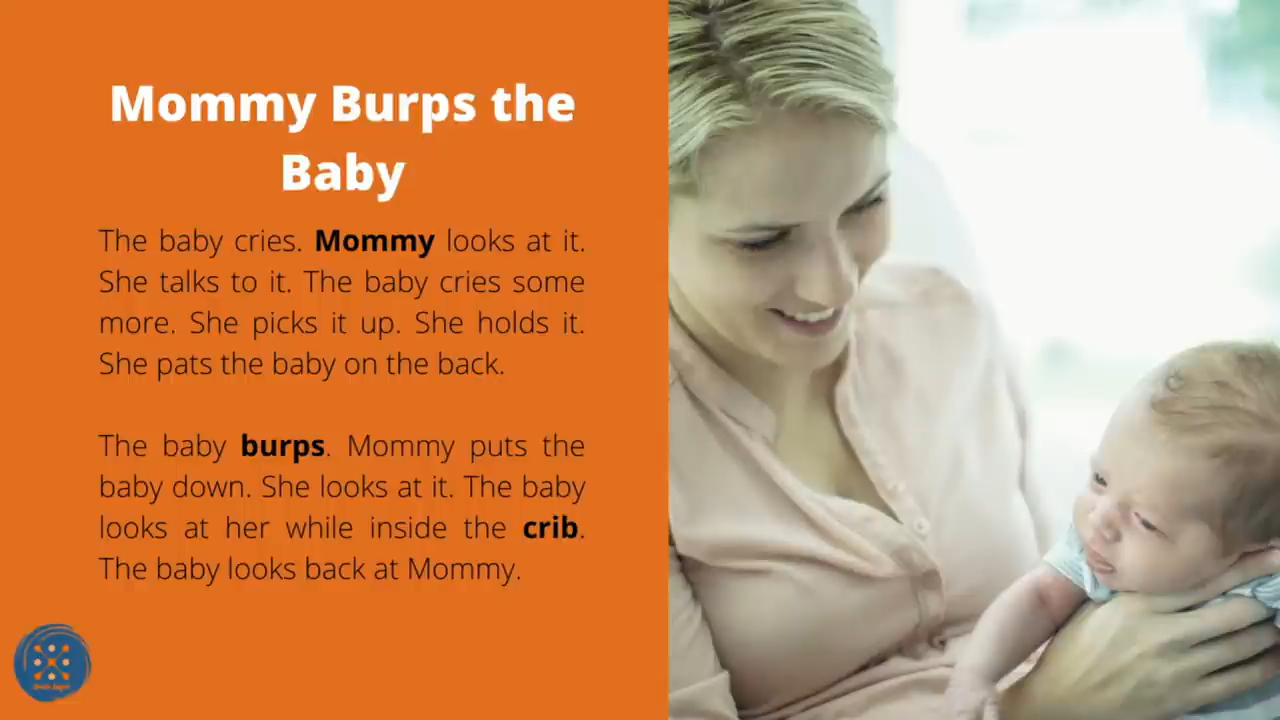 Mommy Burps the
Baby
The baby cries. Mommy looks at it.
She talks to it. The baby cries some
more. She picks it up. She holds it.
She pats the baby on the back.
The baby burps. Mommy puts the
baby down. She looks at it. The baby
looks at her while inside the crib.
The baby looks back at Mommy.